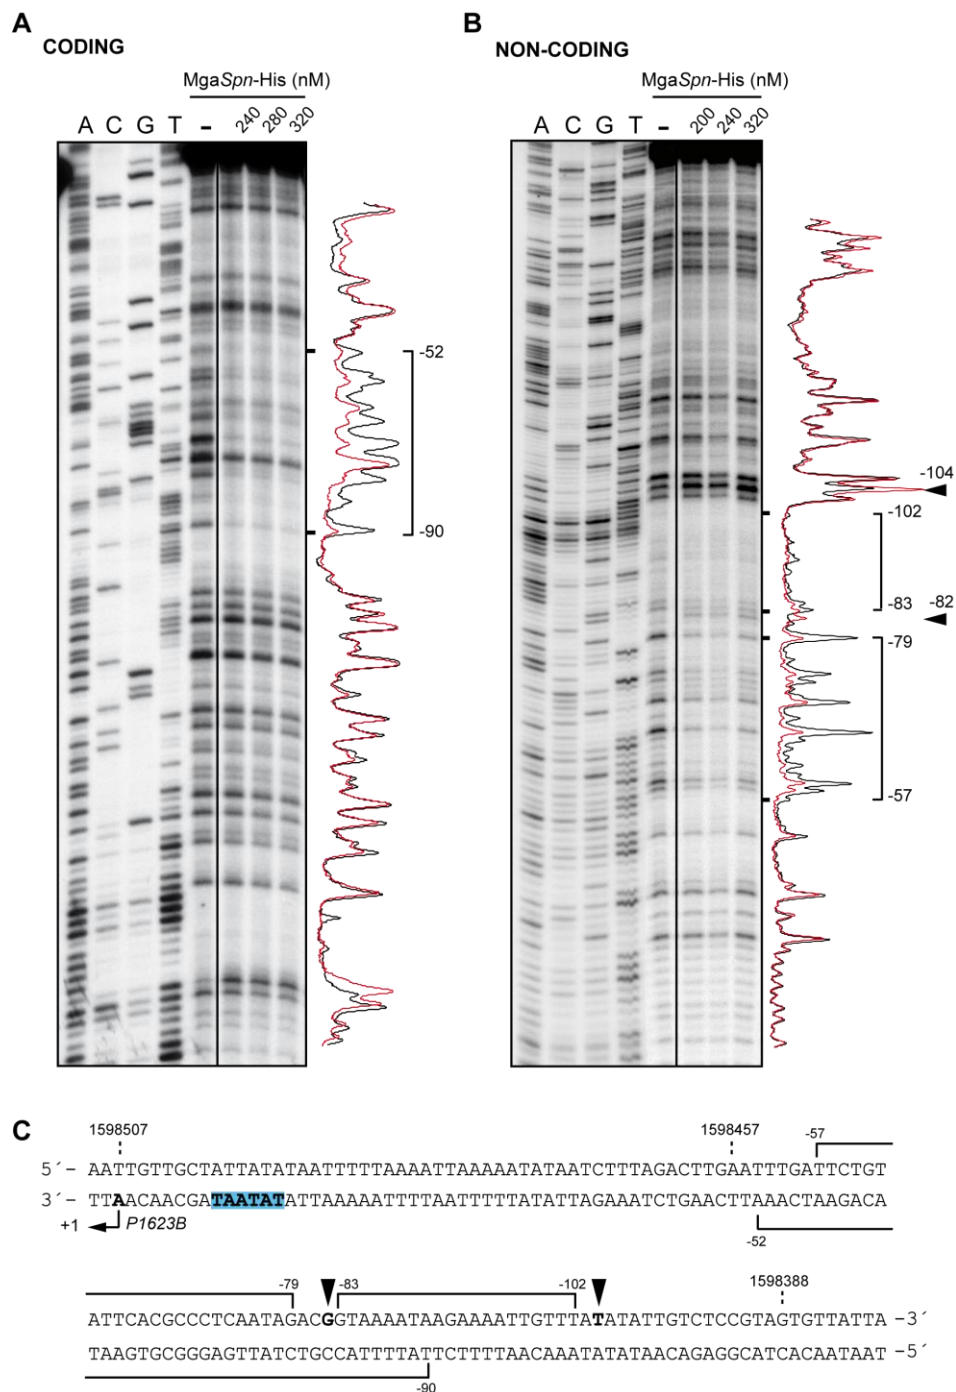 A
CODING
MgaSpn-His (nM)
A C G T – 240 280 320
-52
-90
B
NON-CODING
MgaSpn-His (nM)
A C G T – 200 240 320
-104
-102
-83 -82
-79
-57
C
1598507 1598457 -57
5´– AATTGTTGCTATTATATAATTTTTAAAATTAAAAATATAATCTTTAGACTTGAATTTGATTCTGT
3´– TTAACAACGATAATATATTAAAAATTTTAATTTTTATATTAGAAATCTGAACTTAAACTAAGACA
+1 P1623B -52
-79 -83 -102 1598388
ATTCACGCCCTCAATAGACGGTAAAATAAGAAAATTGTTTATATATTGTCTCCGTAGTGTTATTA –3´
TAAGTGCGGGAGTTATCTGCCATTTTATTCTTTTAACAAATATATAACAGAGGCATCACAATAAT –5´
-90